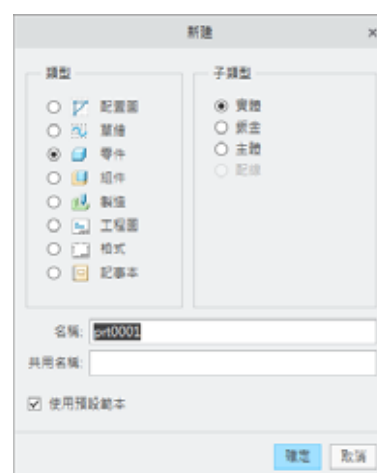 新建
類型
配置圖
草繪
零件
組件
製造
工程圖
格式
記事本
子類型
實體
鈑金
主體
配線
名稱:
prt0001
共用名稱:
使用預設範本
確定
取消